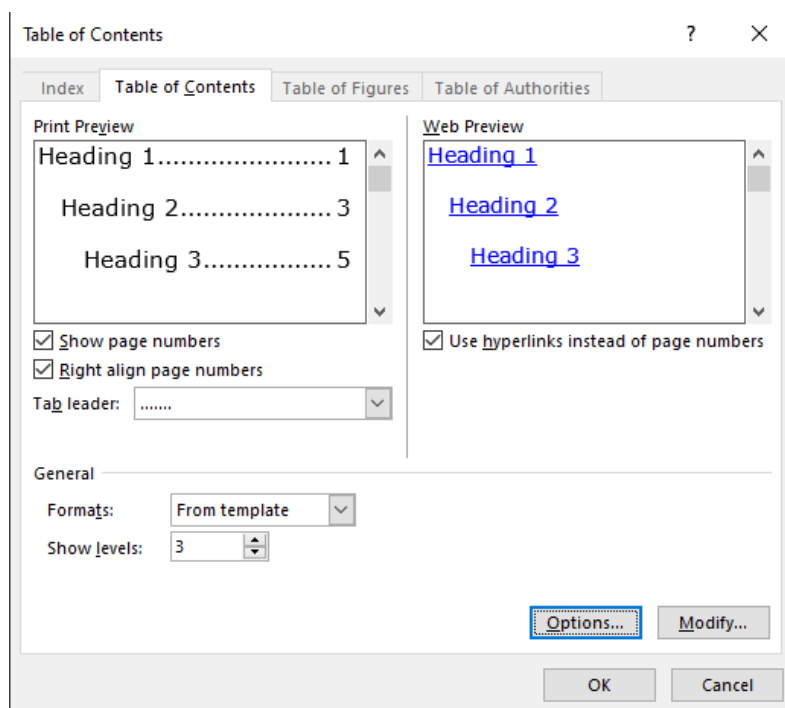 Table of Contents ?
Index Table of Contents Table of Figures Table of Authorities
Print Preview
Heading 1........................ 1
Heading 2..................... 3
Heading 3.................. 5
Show page numbers
Right align page numbers
Tab leader: .......
Web Preview
Heading 1
Heading 2
Heading 3
Use hyperlinks instead of page numbers
General
Formats: From template
Show levels: 3
Options... Modify...
OK Cancel